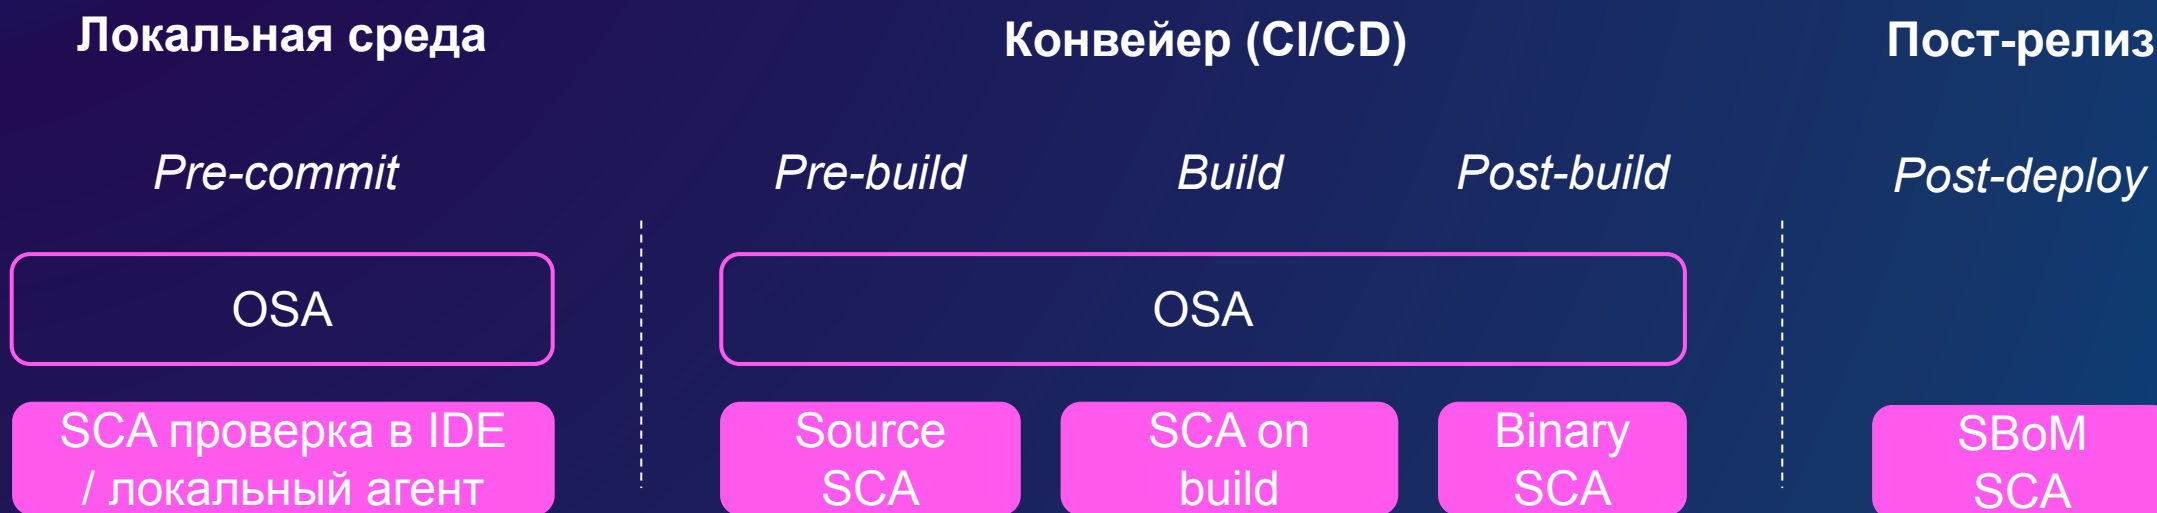 Локальная среда
Конвейер (CI/CD)
Пост-релиз
Pre-commit
Pre-build
Build
Post-build
Post-deploy
OSA
OSA
SCA проверка в IDE
/ локальный агент
Source
SCA
SCA on
build
Binary
SCA
SBoM
SCA